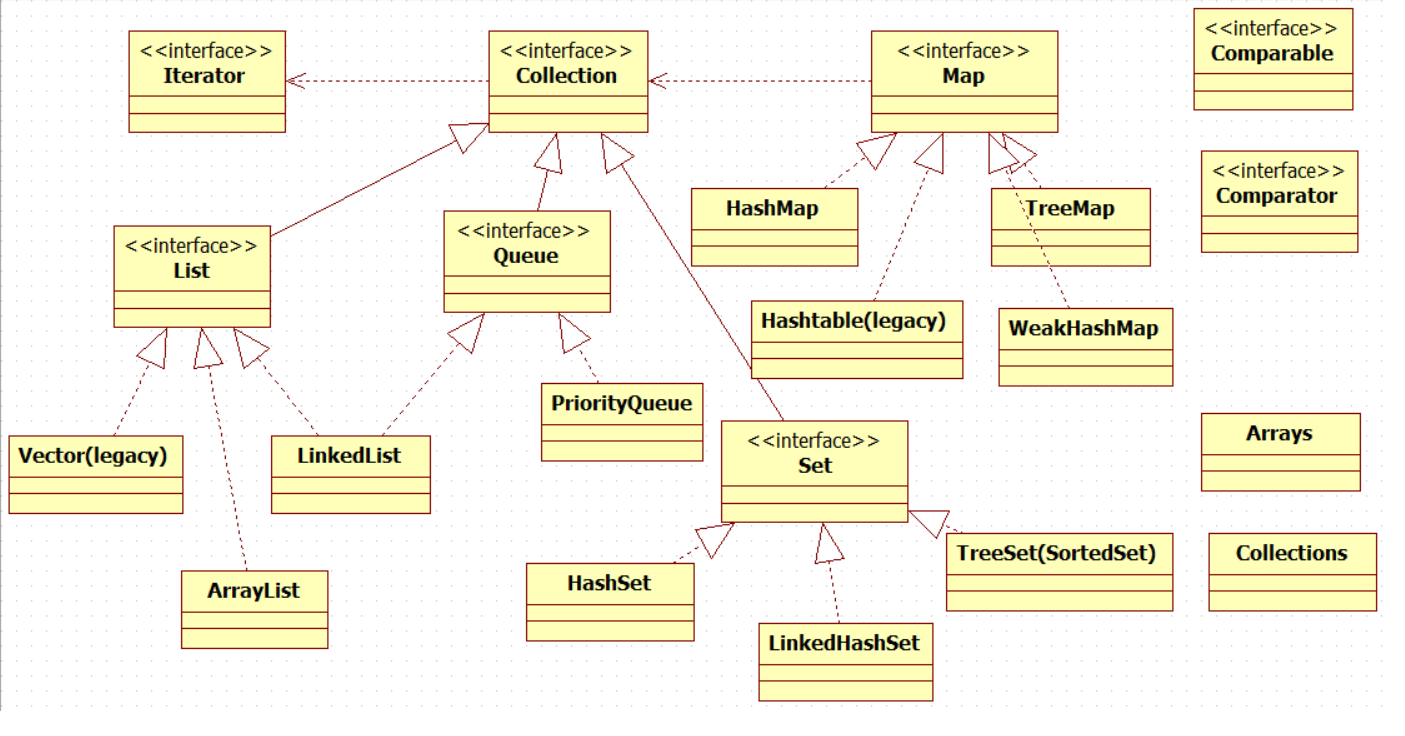 <<interface>>
Iterator
<<interface>>
Collection
<<interface>>
Map
<<interface>>
Comparable
<<interface>>
Comparator
HashMap
TreeMap
<<interface>>
List
<<interface>>
Queue
Hashtable(legacy)
WeakHashMap
PriorityQueue
Vector(legacy)
LinkedList
<<interface>>
Set
Arrays
ArrayList
HashSet
TreeSet(SortedSet)
Collections
LinkedHashSet